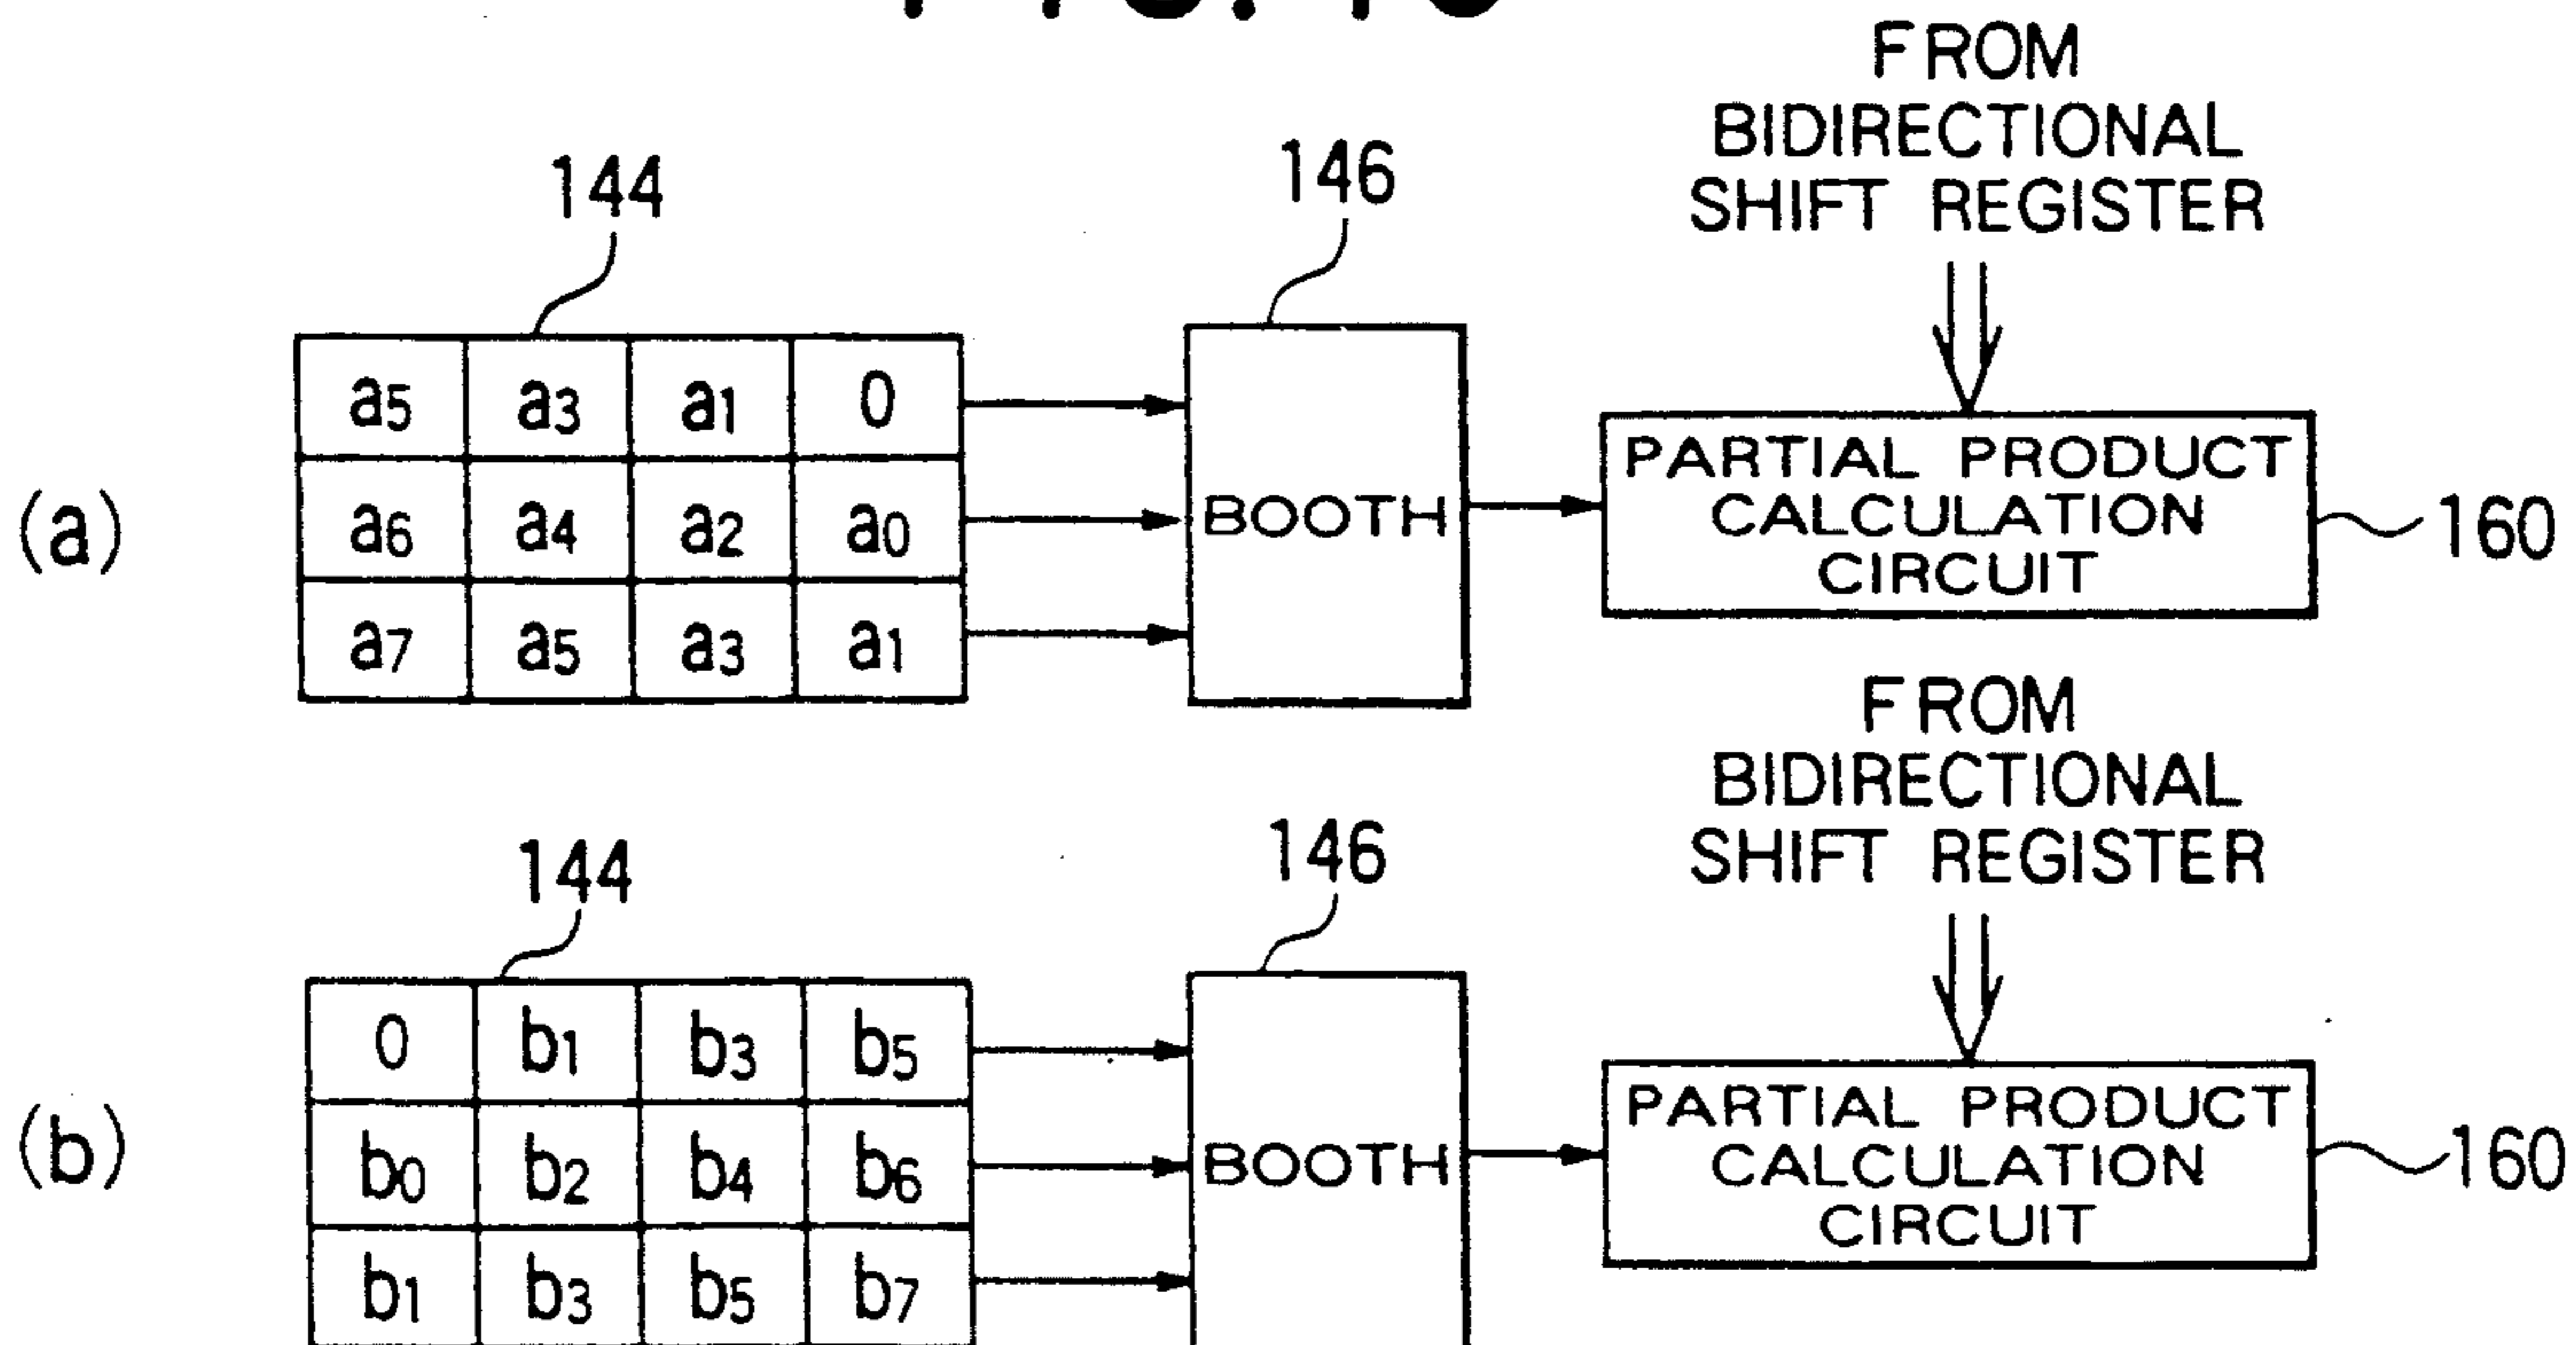 FROM
BIDIRECTIONAL
SHIFT REGISTER
144
146
a5 a3 a1 0
(a)
a6 a4 a2 a0
BOOTH
PARTIAL PRODUCT
CALCULATION
CIRCUIT
160
a7 a5 a3 a1
FROM
BIDIRECTIONAL
SHIFT REGISTER
144
146
0 b1 b3 b5
(b)
b0 b2 b4 b6
BOOTH
PARTIAL PRODUCT
CALCULATION
CIRCUIT
160
b1 b3 b5 b7